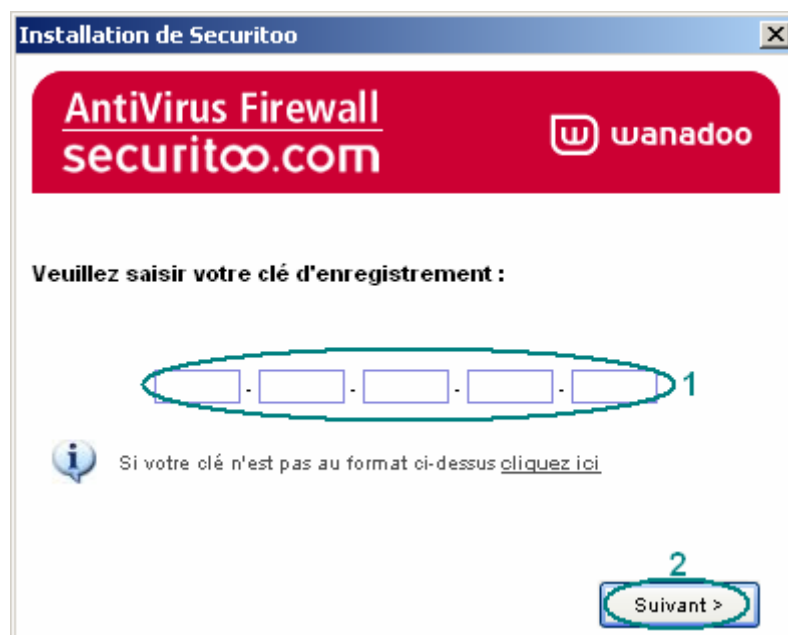 Installation de Securitoo
AntiVirus Firewall
securitoo.com
wanadoo
Veuillez saisir votre clé d'enregistrement :
- - - - 1
Si votre clé n'est pas au format ci-dessus cliquez ici
2
Suivant >